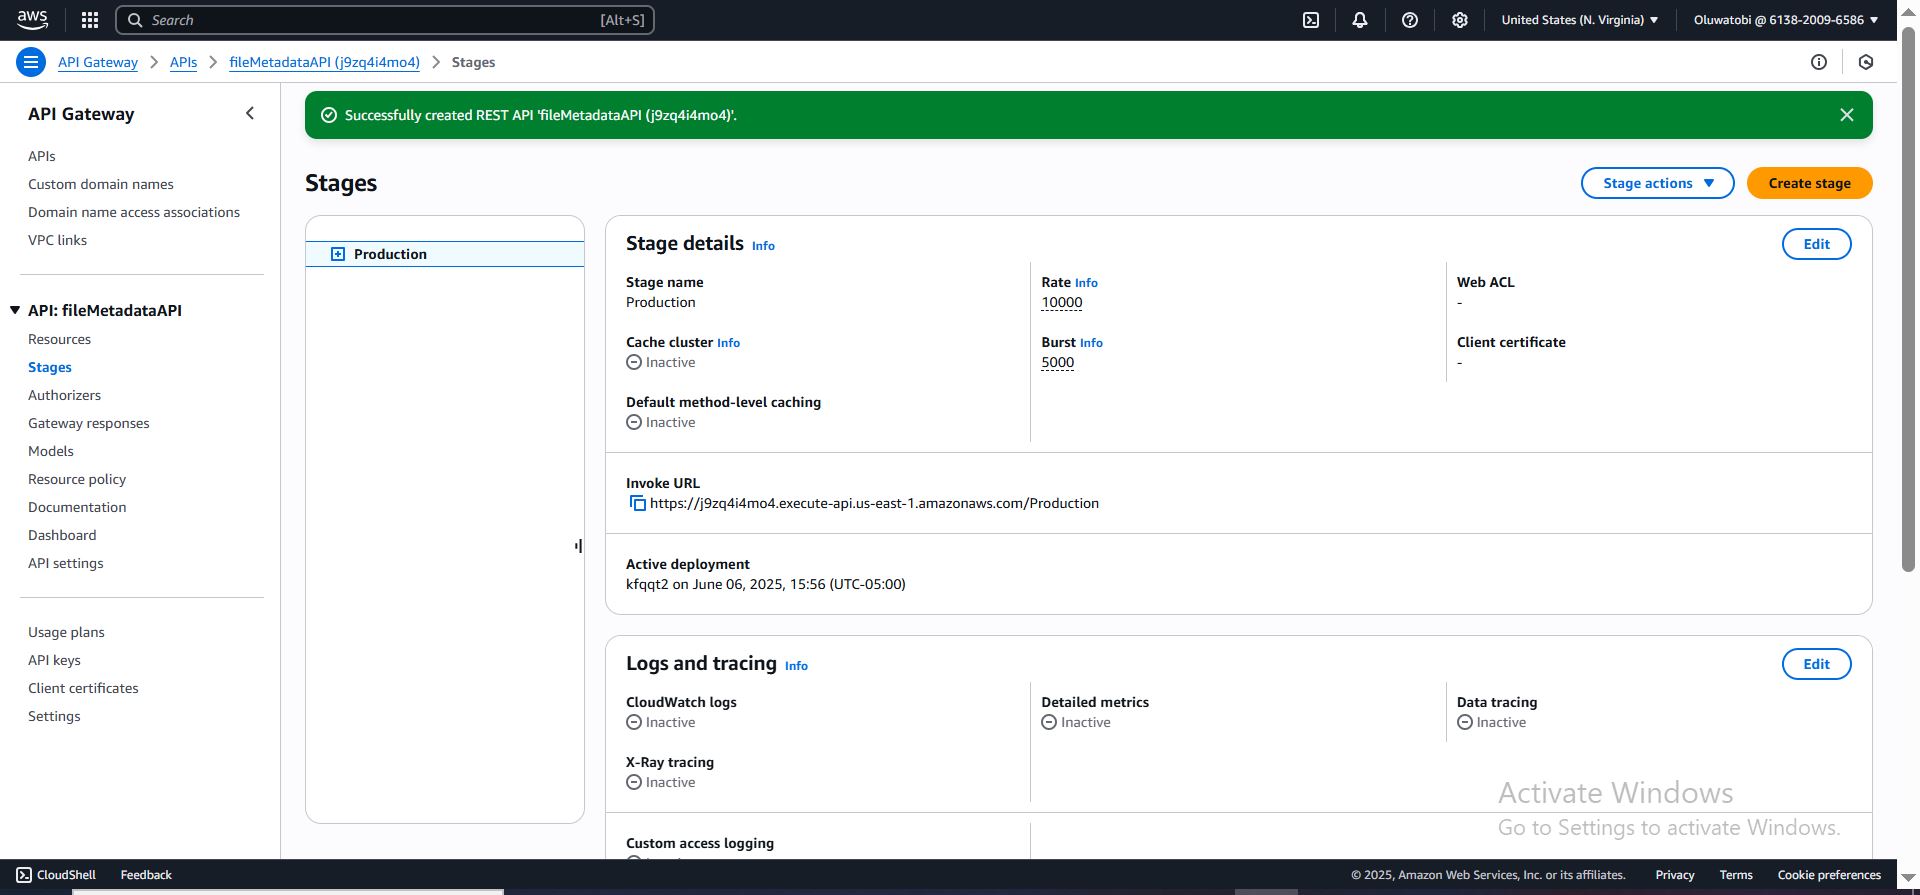 aws
Search [Alt+S]
United States (N. Virginia) ▼
Oluwatobi @ 6138-2009-6586 ▼
API Gateway > APIs > fileMetadataAPI (j9zq4i4mo4) > Stages
API Gateway
APIs
Custom domain names
Domain name access associations
VPC links
▼ API: fileMetadataAPI
Resources
Stages
Authorizers
Gateway responses
Models
Resource policy
Documentation
Dashboard
API settings
Usage plans
API keys
Client certificates
Settings
Successfully created REST API 'fileMetadataAPI (j9zq4i4mo4)'.
Stages
Stage actions ▼
Create stage
Production
Stage details Info
Edit
Stage name
Production
Rate Info
10000
Web ACL
-
Cache cluster Info
Inactive
Burst Info
5000
Client certificate
-
Default method-level caching
Inactive
Invoke URL
https://j9zq4i4mo4.execute-api.us-east-1.amazonaws.com/Production
Active deployment
kfqqt2 on June 06, 2025, 15:56 (UTC-05:00)
Logs and tracing Info
Edit
CloudWatch logs
Inactive
Detailed metrics
Inactive
Data tracing
Inactive
X-Ray tracing
Inactive
Custom access logging
Activate Windows
Go to Settings to activate Windows.
CloudShell
Feedback
© 2025, Amazon Web Services, Inc. or its affiliates.
Privacy
Terms
Cookie preferences